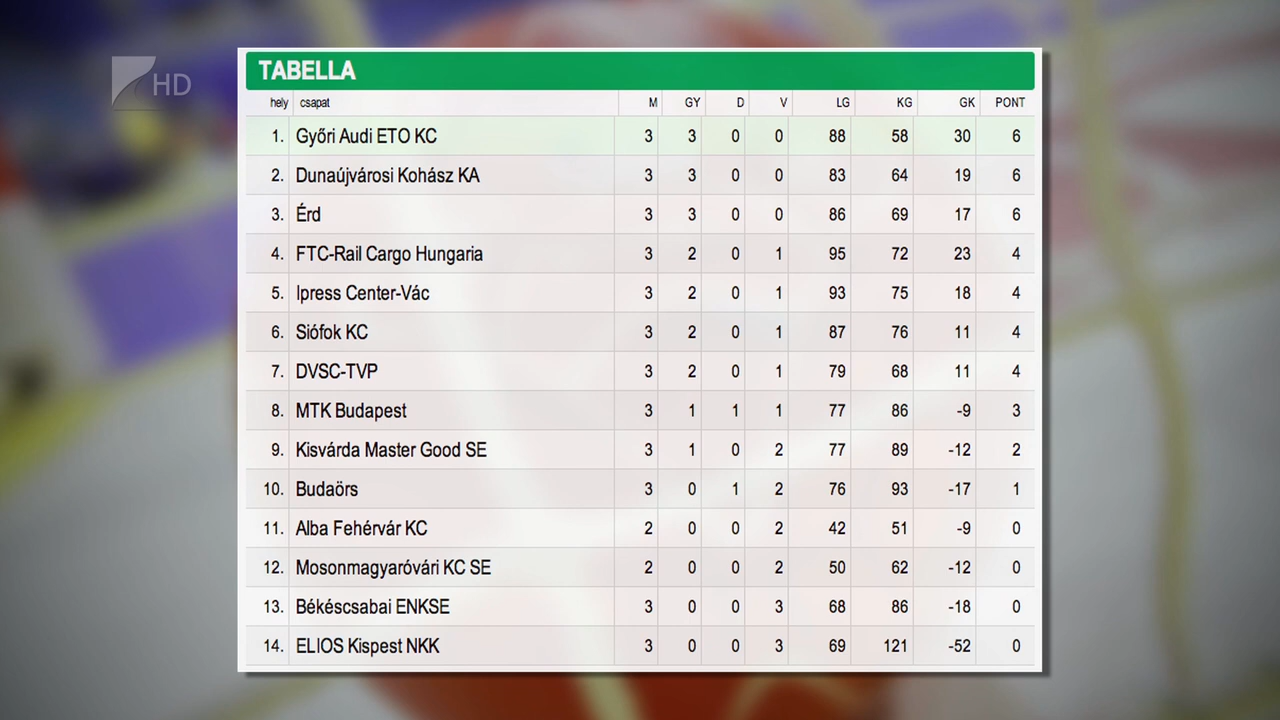 HD
TABELLA
hely csapat M GY D V LG KG GK PONT
1. Győri Audi ETO KC 3 3 0 0 88 58 30 6
2. Dunaújvárosi Kohász KA 3 3 0 0 83 64 19 6
3. Érd 3 3 0 0 86 69 17 6
4. FTC-Rail Cargo Hungaria 3 2 0 1 95 72 23 4
5. Ipress Center-Vác 3 2 0 1 93 75 18 4
6. Siófok KC 3 2 0 1 87 76 11 4
7. DVSC-TVP 3 2 0 1 79 68 11 4
8. MTK Budapest 3 1 1 1 77 86 -9 3
9. Kisvárda Master Good SE 3 1 0 2 77 89 -12 2
10. Budaörs 3 0 1 2 76 93 -17 1
11. Alba Fehérvár KC 2 0 0 2 42 51 -9 0
12. Mosonmagyaróvári KC SE 2 0 0 2 50 62 -12 0
13. Békéscsabai ENKSE 3 0 0 3 68 86 -18 0
14. ELIOS Kispest NKK 3 0 0 3 69 121 -52 0